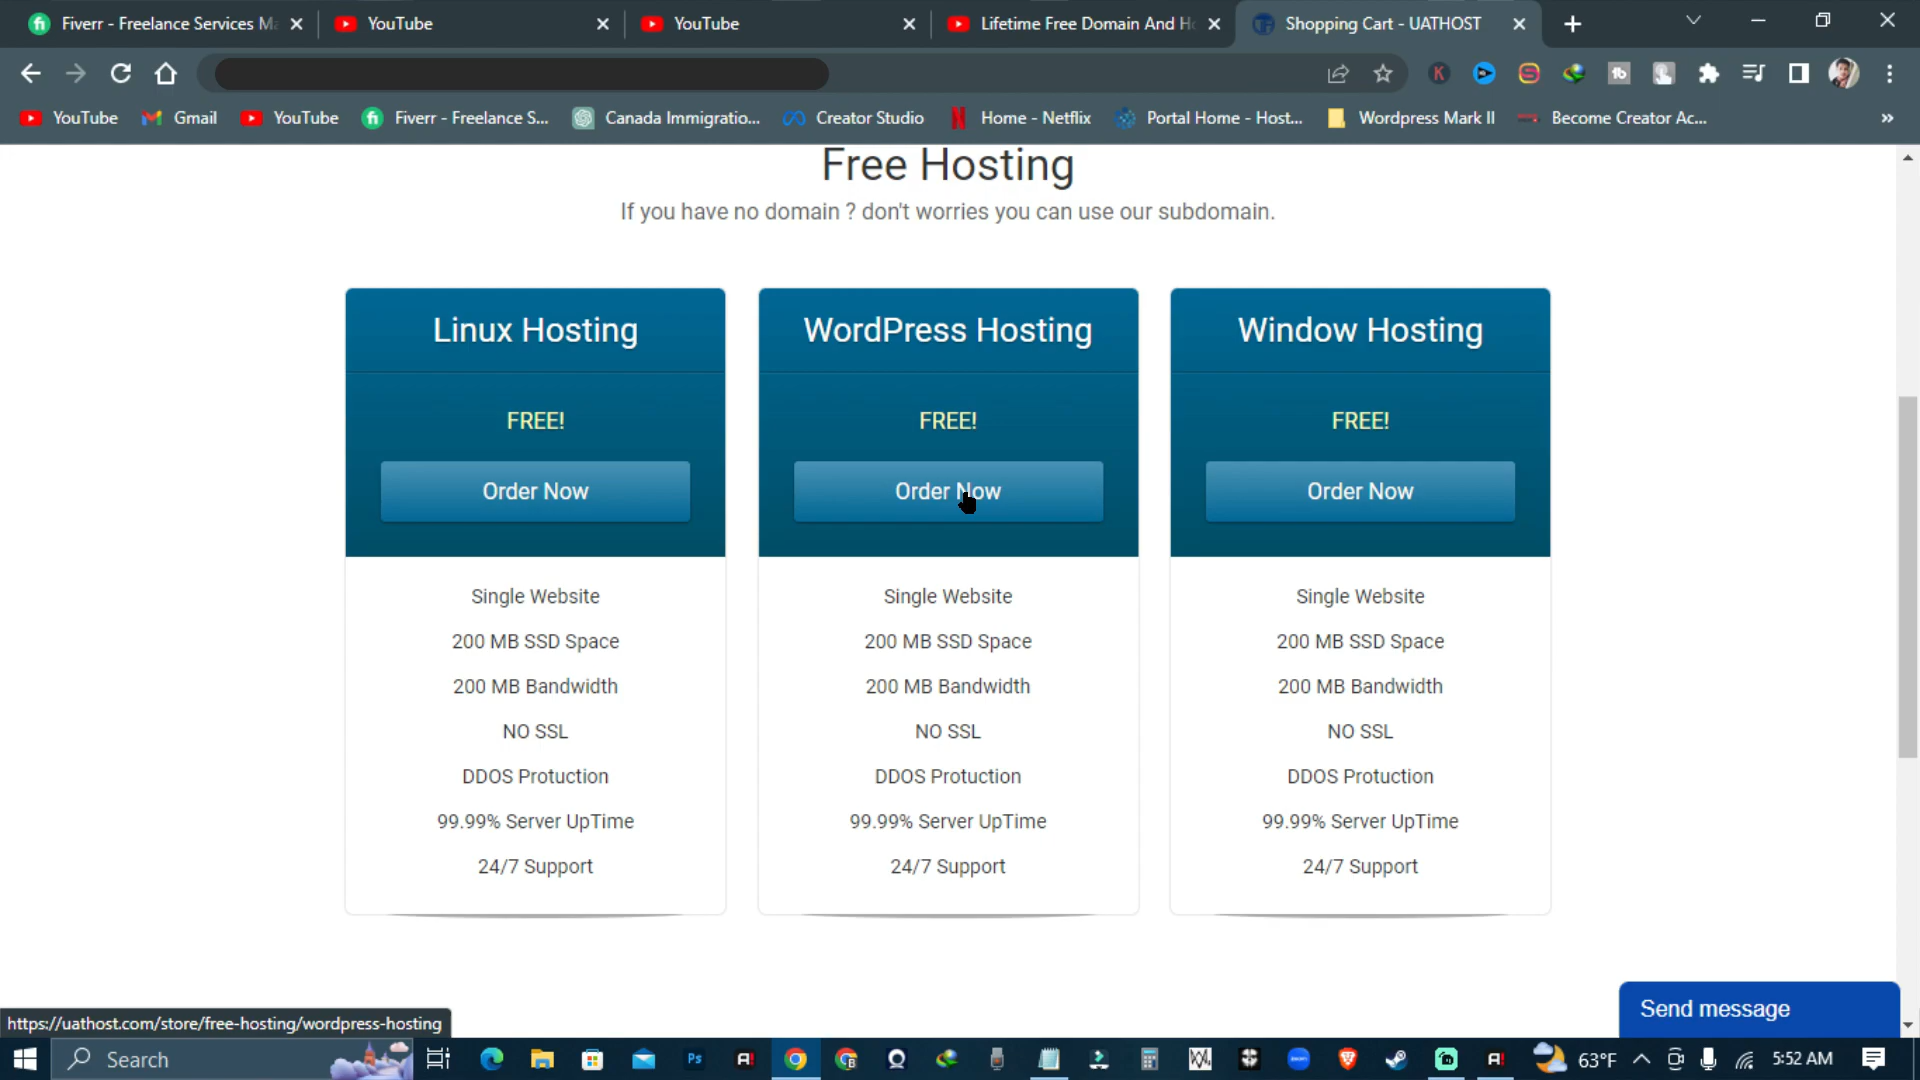 Fiverr - Freelance Services Ma
YouTube
YouTube
Lifetime Free Domain And Ho
Shopping Cart - UATHOST
YouTube
Gmail
YouTube
Fiverr - Freelance S...
Canada Immigratio...
Creator Studio
Home - Netflix
Portal Home - Host...
Wordpress Mark II
Become Creator Ac...
»
Free Hosting
If you have no domain ? don't worries you can use our subdomain.
Linux Hosting
FREE!
Order Now
Single Website
200 MB SSD Space
200 MB Bandwidth
NO SSL
DDOS Protuction
99.99% Server UpTime
24/7 Support
WordPress Hosting
FREE!
Order Now
Single Website
200 MB SSD Space
200 MB Bandwidth
NO SSL
DDOS Protuction
99.99% Server UpTime
24/7 Support
Window Hosting
FREE!
Order Now
Single Website
200 MB SSD Space
200 MB Bandwidth
NO SSL
DDOS Protuction
99.99% Server UpTime
24/7 Support
Send message
https://uathost.com/store/free-hosting/wordpress-hosting
Search
Ps
63°F
5:52 AM